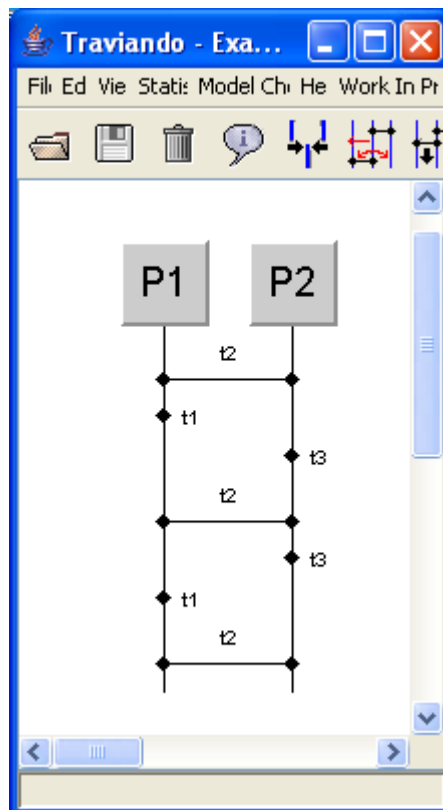 Traviando - Exa...
Fil Ed Vie Statis Model Ch He Work In Pr
P1 P2
t2
t1
t3
t2
t3
t1
t2